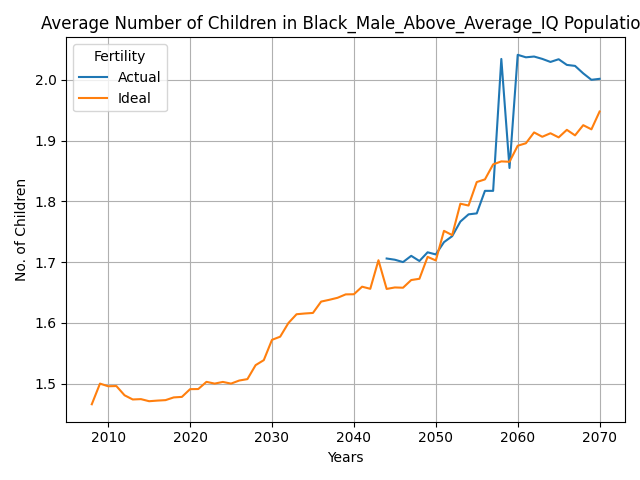 Average Number of Children in Black_Male_Above_Average_IQ Populatio
Fertility
Actual
Ideal
No. of Children
2.0
1.9
1.8
1.7
1.6
1.5
2010 2020 2030 2040 2050 2060 2070
Years